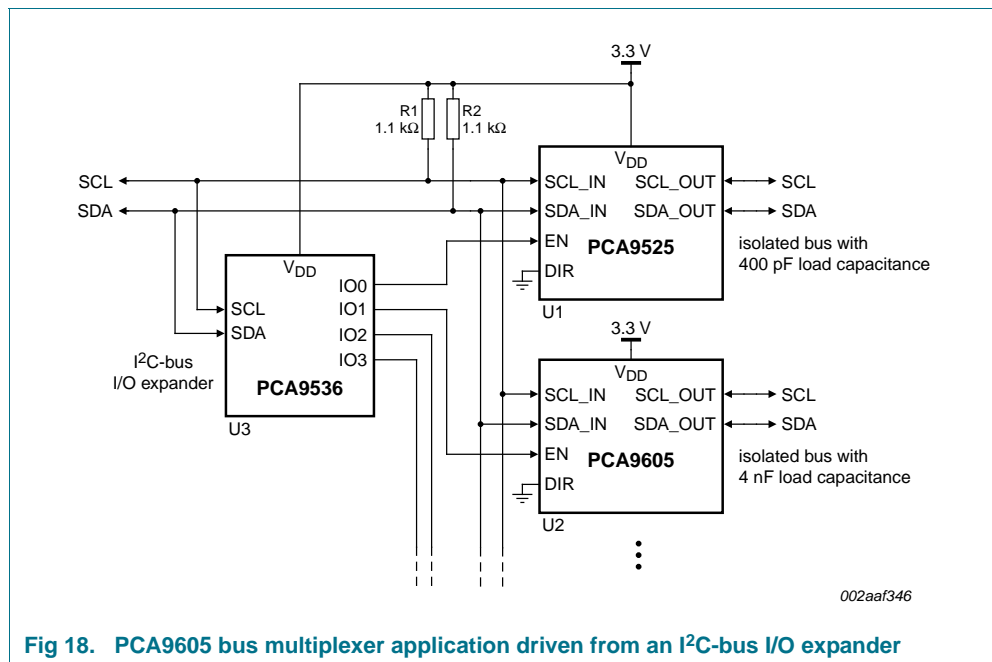 3.3 V
R1
1.1 kΩ
R2
1.1 kΩ
SCL
SDA
VDD
SCL_IN SCL_OUT
SDA_IN SDA_OUT
EN
PCA9525
DIR
U1
SCL
SDA
isolated bus with
400 pF load capacitance
VDD
IO0
IO1
IO2
IO3
SCL
SDA
I2C-bus
I/O expander
PCA9536
U3
3.3 V
VDD
SCL_IN SCL_OUT
SDA_IN SDA_OUT
EN
PCA9605
DIR
U2
SCL
SDA
isolated bus with
4 nF load capacitance
002aaf346
Fig 18. PCA9605 bus multiplexer application driven from an I2C-bus I/O expander